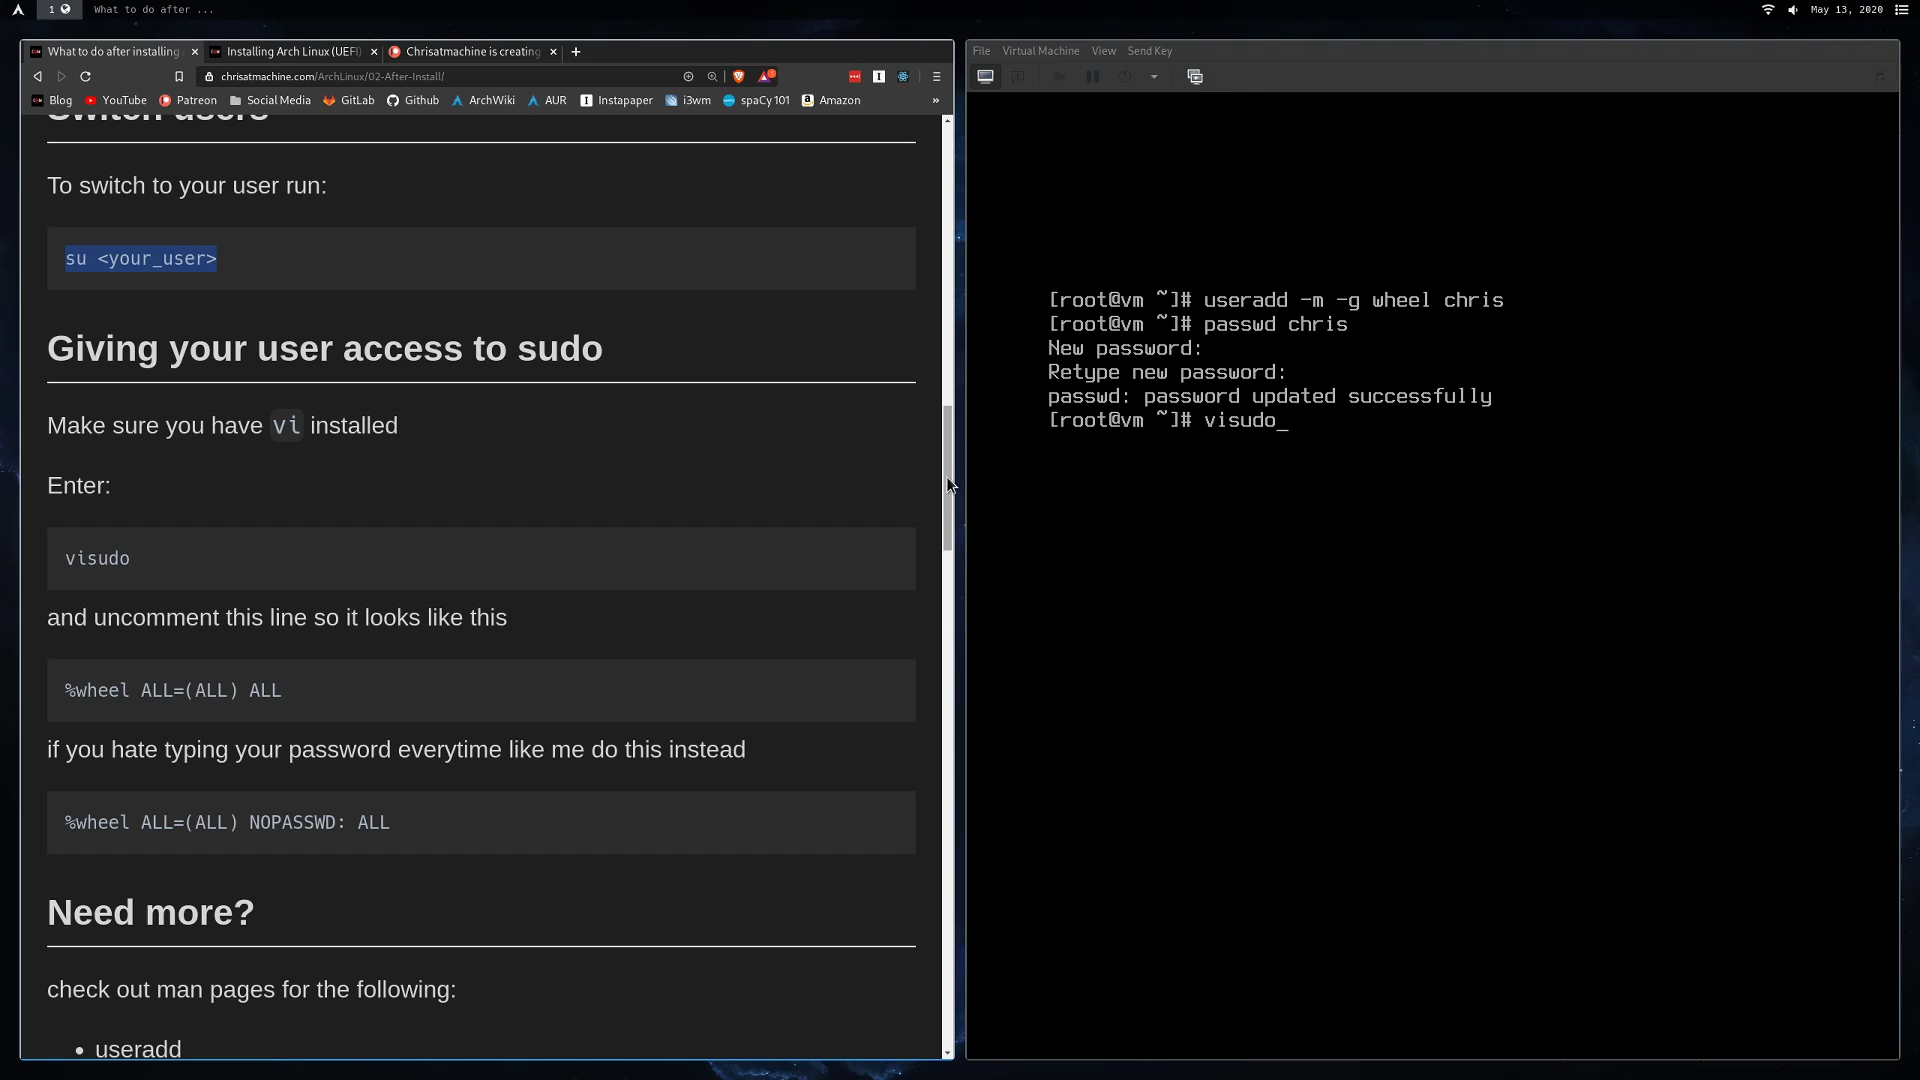 1
What to do after ...
May 13, 2020
What to do after installing
Installing Arch Linux (UEFI)
Chrisatmachine is creating
chrisatmachine.com/ArchLinux/02-After-Install/
Blog
YouTube
Patreon
Social Media
GitLab
Github
ArchWiki
AUR
Instapaper
i3wm
spaCy 101
Amazon
»
Switch users
To switch to your user run:
su <your_user>
Giving your user access to sudo
Make sure you have vi installed
Enter:
visudo
and uncomment this line so it looks like this
%wheel ALL=(ALL) ALL
if you hate typing your password everytime like me do this instead
%wheel ALL=(ALL) NOPASSWD: ALL
Need more?
check out man pages for the following:
• useradd
File Virtual Machine View Send Key
[root@vm ~]# useradd -m -g wheel chris
[root@vm ~]# passwd chris
New password:
Retype new password:
passwd: password updated successfully
[root@vm ~]# visudo_